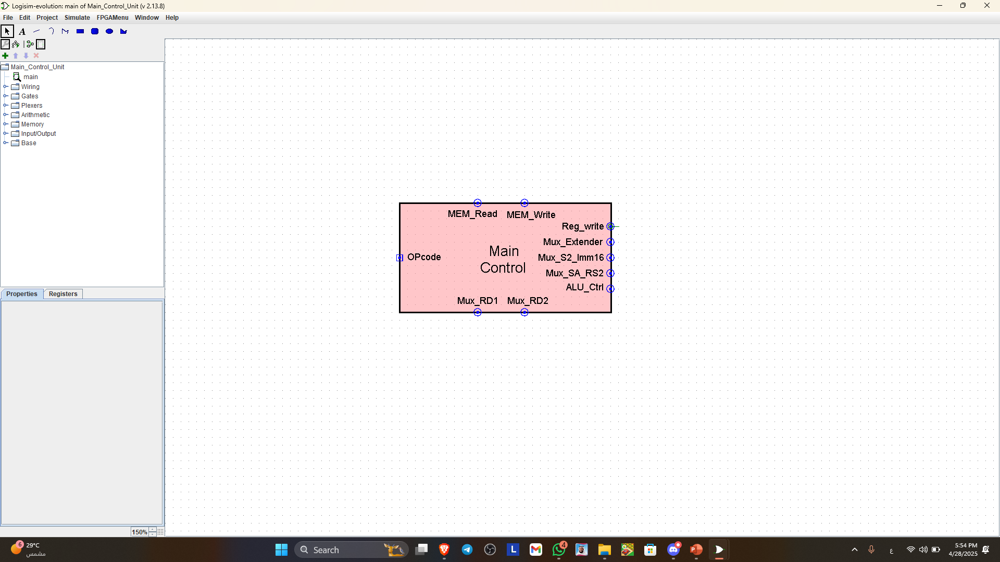 Logisim-evolution: main of Main_Control_Unit (v 2.13.8)
File Edit Project Simulate FPGAMenu Window Help
A
Main_Control_Unit
main
Wiring
Gates
Plexers
Arithmetic
Memory
Input/Output
Base
Properties Registers
150%
MEM_Read MEM_Write
Reg_write
Mux_Extender
Mux_S2_Imm16
Mux_SA_RS2
ALU_Ctrl
OPcode
Main
Control
Mux_RD1 Mux_RD2
6
29°C
مشمس
Search
L
4
ع
5:54 PM
4/28/2025